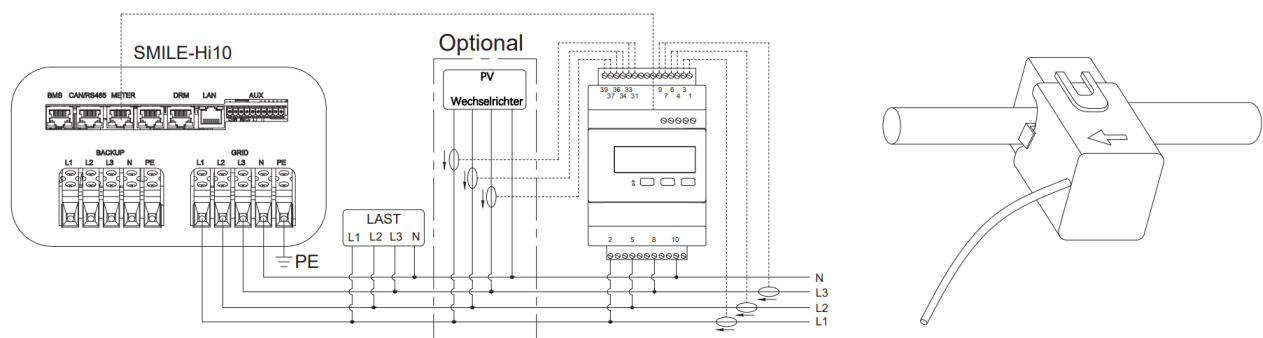 SMILE-Hi10
BMS CAN/RS485 METER DRM LAN AUX
BACKUP
L1 L2 L3 N PE
GRID
L1 L2 L3 N PE
PE
LAST
L1 L2 L3 N
Optional
PV
Wechselrichter
39 36 33 9 6 3
37 34 31 7 4 1
2 5 8 10
N
L3
L2
L1